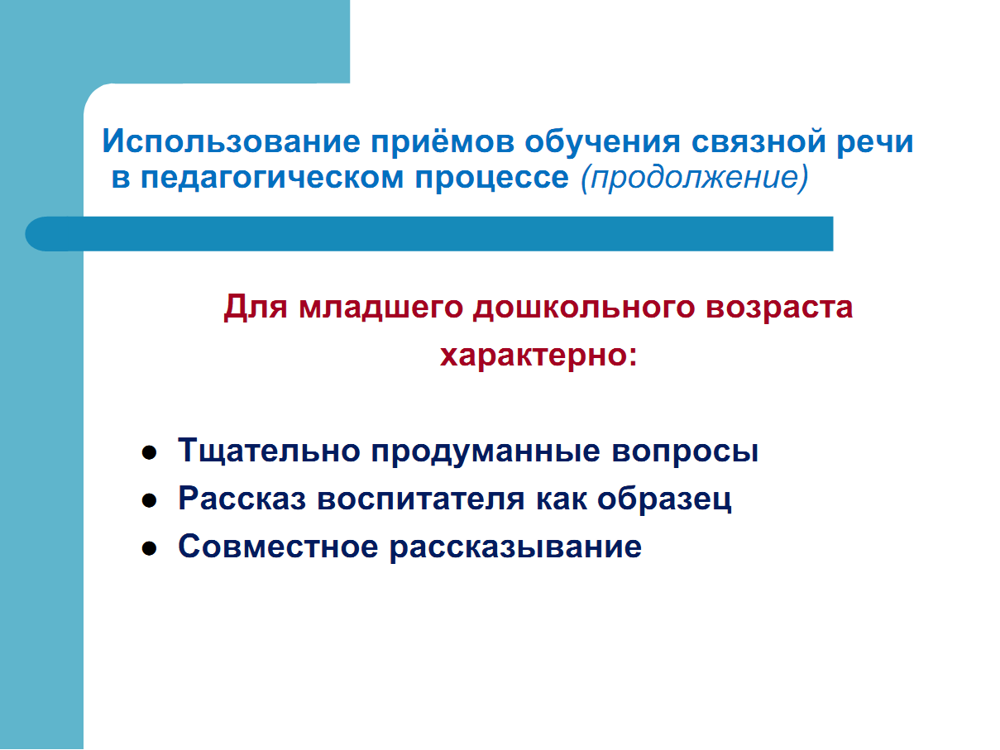 Использование приёмов обучения связной речи
в педагогическом процессе (продолжение)
Для младшего дошкольного возраста
характерно:
● Тщательно продуманные вопросы
● Рассказ воспитателя как образец
● Совместное рассказывание